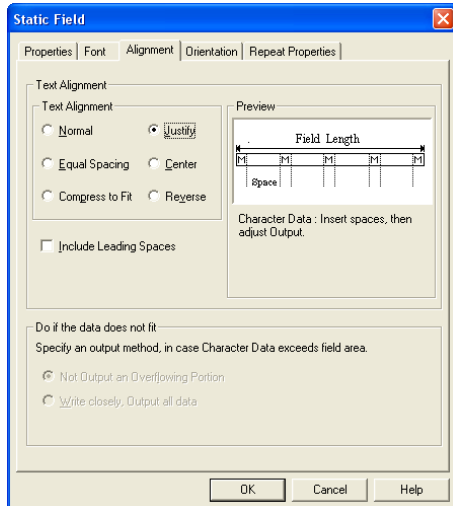 Static Field
Properties Font Alignment Orientation Repeat Properties
Text Alignment
Text Alignment
Normal Justify
Equal Spacing Center
Compress to Fit Reverse
Include Leading Spaces
Preview
Field Length
M M M M M
Space
Character Data : Insert spaces, then
adjust Output.
Do if the data does not fit
Specify an output method, in case Character Data exceeds field area.
Not Output an Overflowing Portion
Write closely, Output all data
OK Cancel Help